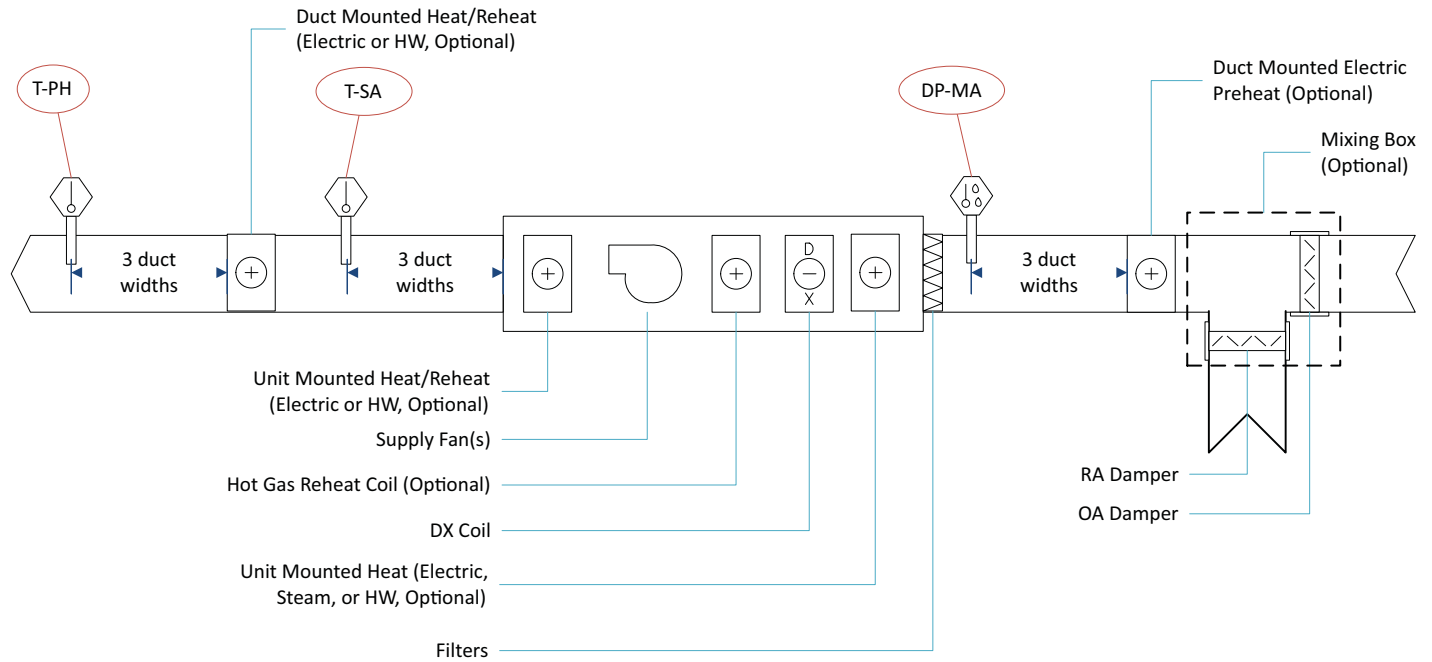 Duct Mounted Heat/Reheat
(Electric or HW, Optional)
T-PH
T-SA
DP-MA
Duct Mounted Electric
Preheat (Optional)
Mixing Box
(Optional)
3 duct
widths
3 duct
widths
D
X
3 duct
widths
Unit Mounted Heat/Reheat
(Electric or HW, Optional)
Supply Fan(s)
Hot Gas Reheat Coil (Optional)
DX Coil
Unit Mounted Heat (Electric,
Steam, or HW, Optional)
Filters
RA Damper
OA Damper